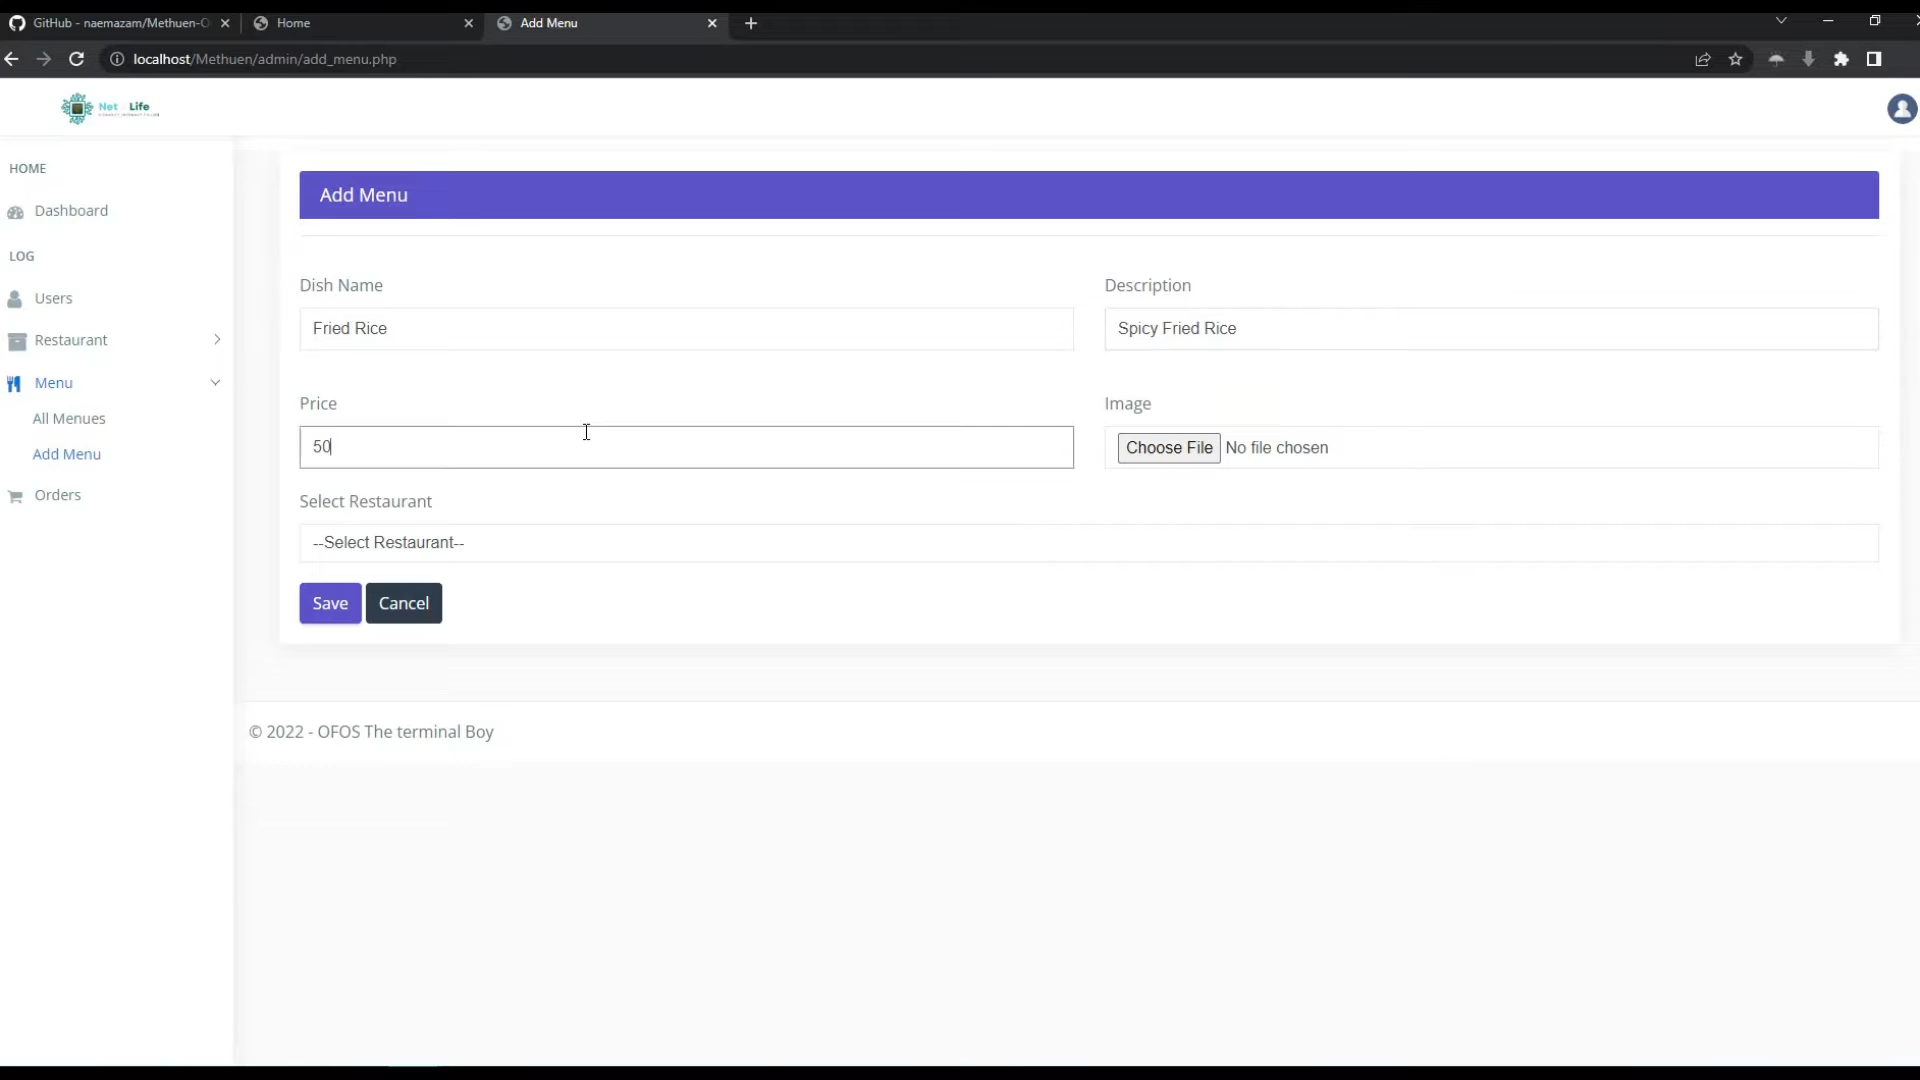 GitHub - naemazam/Methuen-O
Home
Add Menu
localhost/Methuen/admin/add_menu.php
Net Life
HOME
Dashboard
LOG
Users
Restaurant
Menu
All Menues
Add Menu
Orders
Add Menu
Dish Name
Description
Fried Rice
Spicy Fried Rice
Price
Image
50
Choose File No file chosen
Select Restaurant
--Select Restaurant--
Save
Cancel
© 2022 - OFOS The terminal Boy